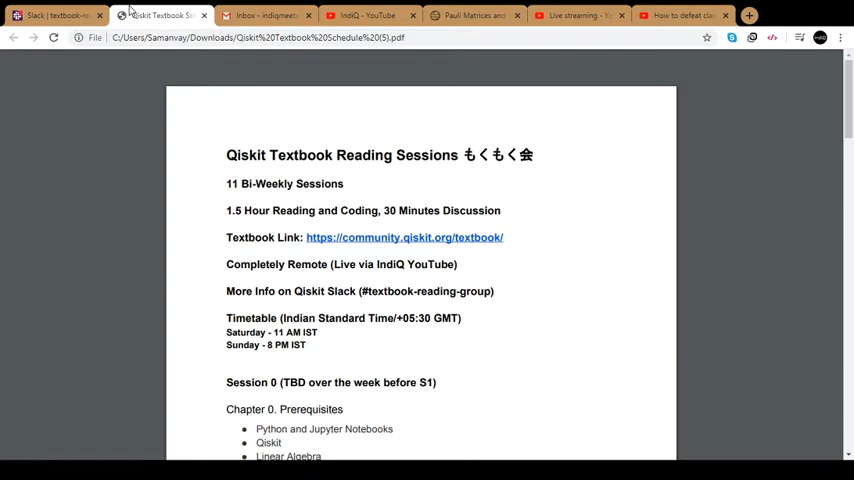 Slack | textbook-re
Qiskit Textbook Sc
Inbox - indiqmeet
IndiQ - YouTube
Pauli Matrices and
Live streaming - Yo
How to defeat clas
File
C:/Users/Samanvay/Downloads/Qiskit%20Textbook%20Schedule%20(5).pdf
Qiskit Textbook Reading Sessions もくもく会
11 Bi-Weekly Sessions
1.5 Hour Reading and Coding, 30 Minutes Discussion
Textbook Link: https://community.qiskit.org/textbook/
Completely Remote (Live via IndiQ YouTube)
More Info on Qiskit Slack (#textbook-reading-group)
Timetable (Indian Standard Time/+05:30 GMT)
Saturday - 11 AM IST
Sunday - 8 PM IST
Session 0 (TBD over the week before S1)
Chapter 0. Prerequisites
● Python and Jupyter Notebooks
● Qiskit
● Linear Algebra